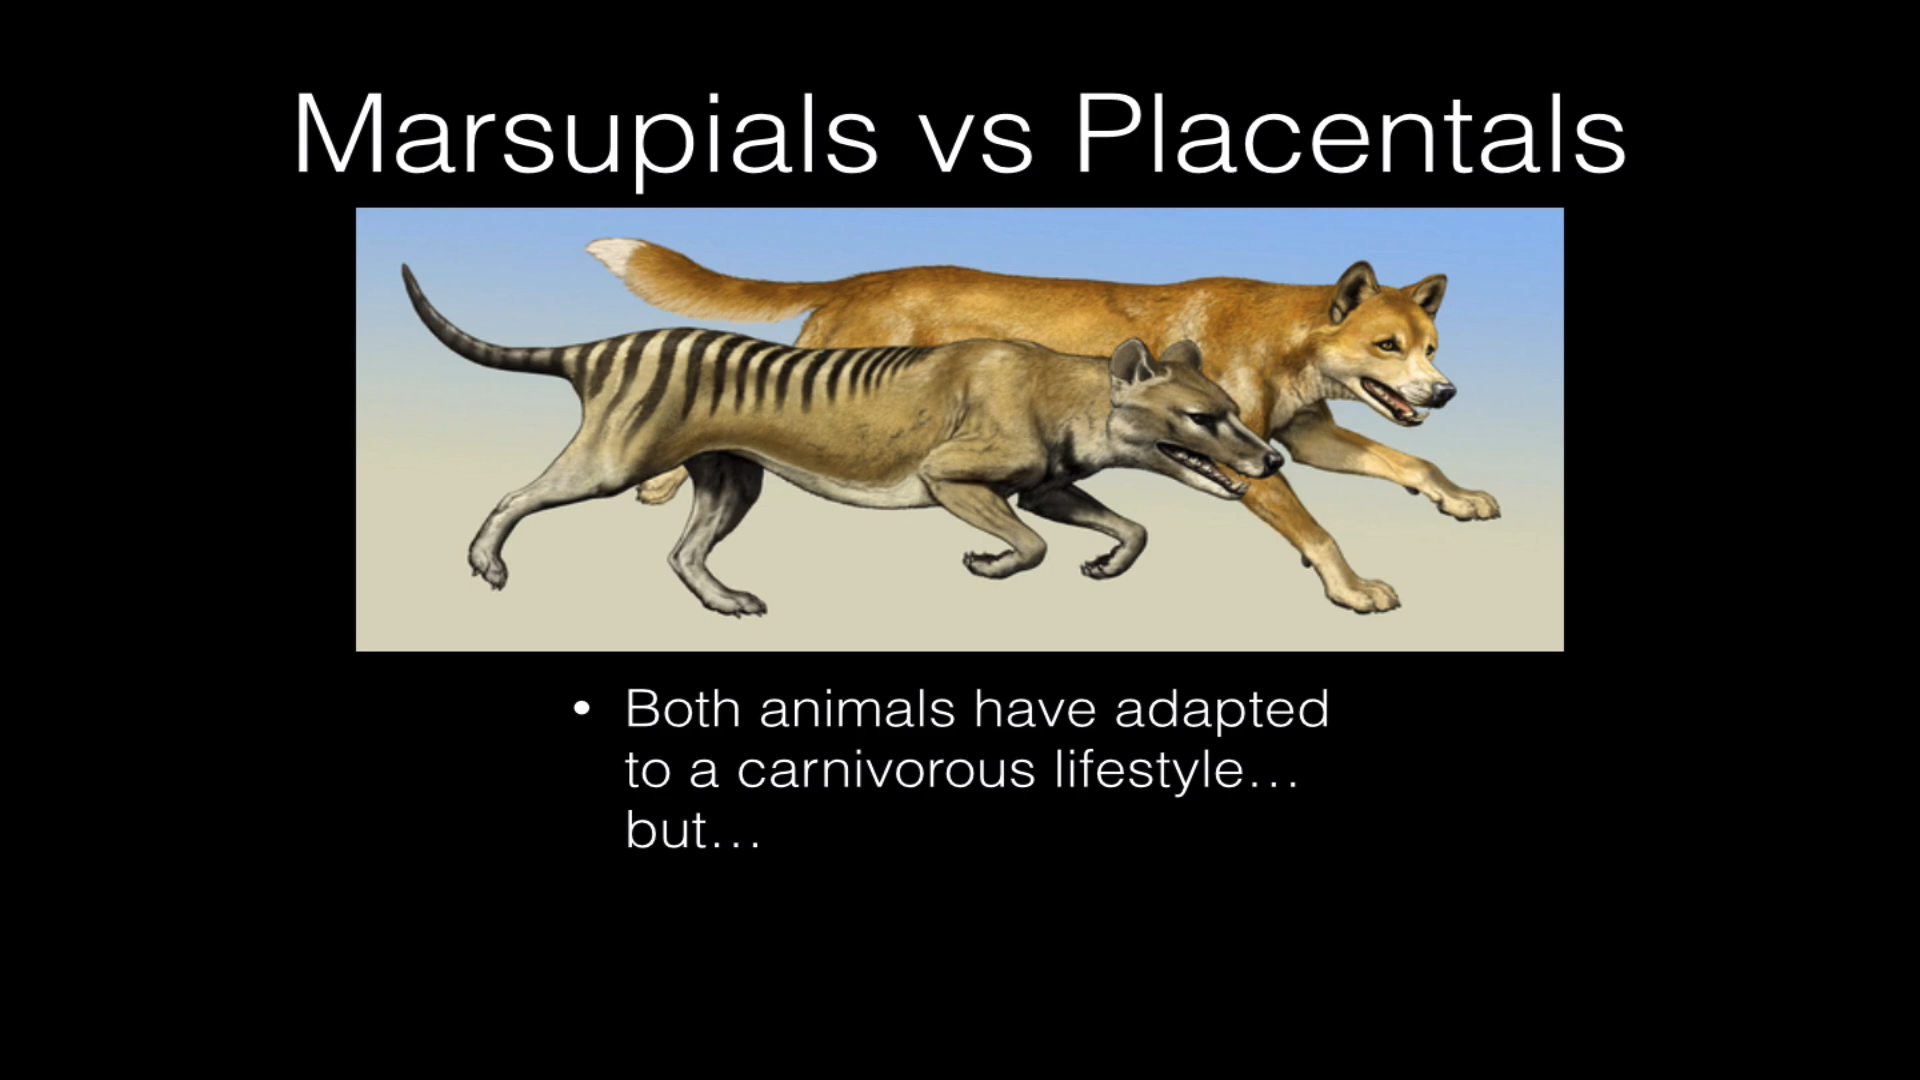 Marsupials vs Placentals
• Both animals have adapted
to a carnivorous lifestyle…
but…